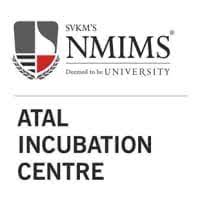 SVKM'S
NMIMS®
Deemed to be UNIVERSITY
ATAL
INCUBATION
CENTRE